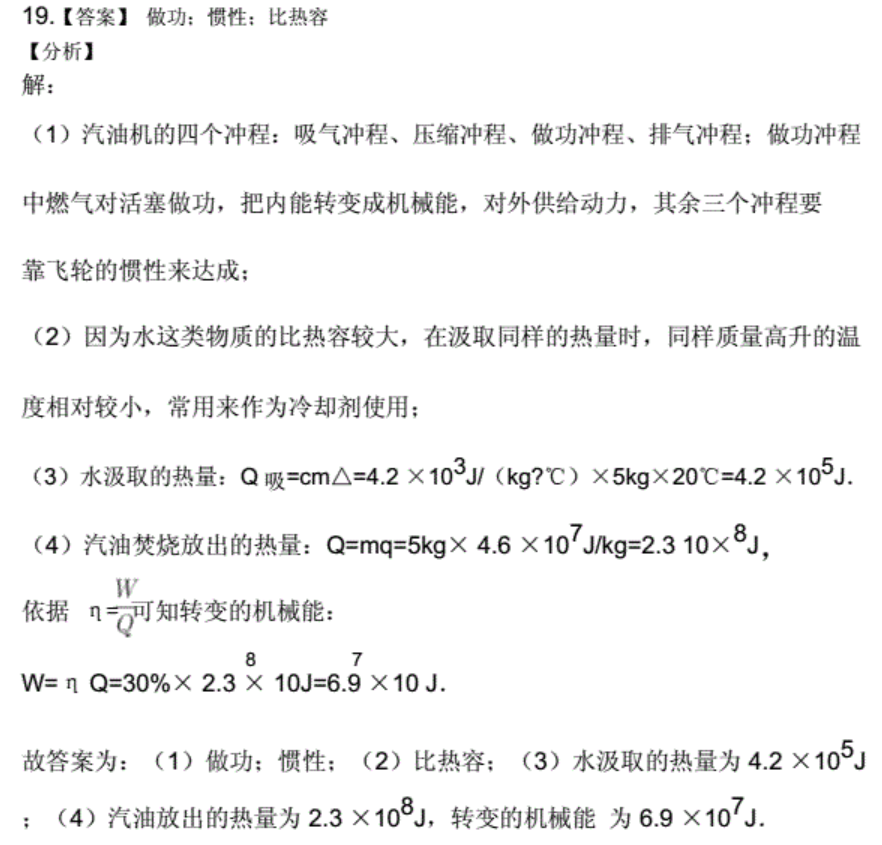 19.【答案】 做功；惯性；比热容
【分析】
解：
（1）汽油机的四个冲程：吸气冲程、压缩冲程、做功冲程、排气冲程；做功冲程
中燃气对活塞做功，把内能转变成机械能，对外供给动力，其余三个冲程要
靠飞轮的惯性来达成；
（2）因为水这类物质的比热容较大，在汲取同样的热量时，同样质量高升的温
度相对较小，常用来作为冷却剂使用；
（3）水汲取的热量：Q 吸=cm△=4.2 ×10³J/（kg?℃）×5kg×20℃=4.2 ×10⁵J.
（4）汽油焚烧放出的热量：Q=mq=5kg× 4.6 ×10⁷J/kg=2.3 10×⁸J，
依据 η=W/Q可知转变的机械能：
8 7
W= η Q=30%× 2.3 × 10J=6.9 ×10 J.
故答案为：（1）做功；惯性；（2）比热容；（3）水汲取的热量为 4.2 ×10⁵J
；（4）汽油放出的热量为 2.3 ×10⁸J，转变的机械能 为 6.9 ×10⁷J.